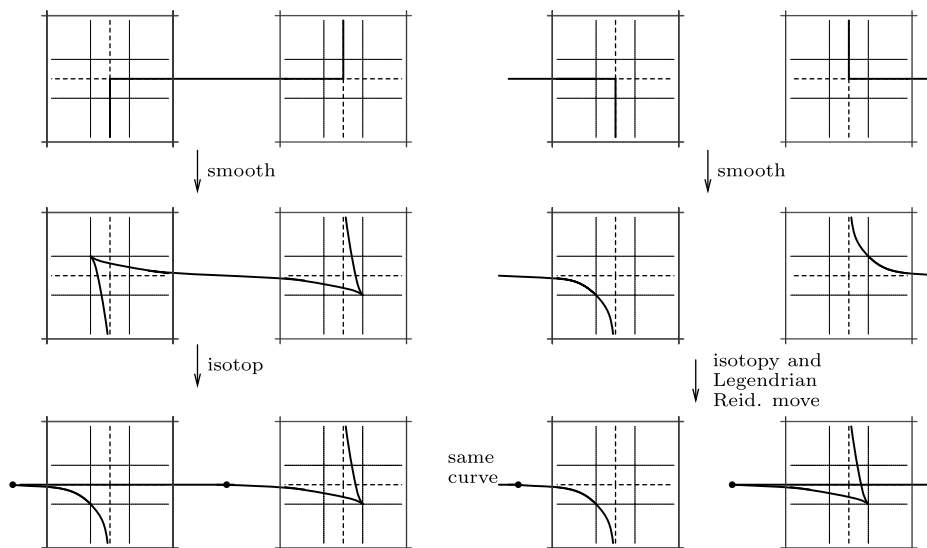 smooth
smooth
isotop
isotopy and
Legendrian
Reid. move
same
curve